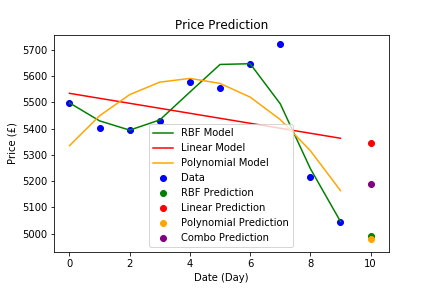 Price Prediction
5700
5600
5500
5400
5300
5200
5100
5000
Price (£)
RBF Model
Linear Model
Polynomial Model
Data
RBF Prediction
Linear Prediction
Polynomial Prediction
Combo Prediction
0 2 4 6 8 10
Date (Day)